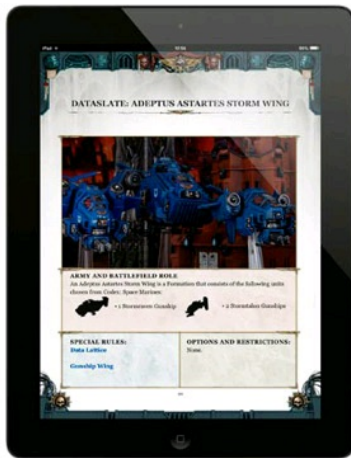 iPad
DATASLATE: ADEPTUS ASTARTES STORM WING
ARMY AND BATTLEFIELD ROLE
An Adeptus Astartes Storm Wing is a Formation that consists of the following units
chosen from Codex: Space Marines:
• 1 Stormraven Gunship
• 2 Stormtalon Gunships
SPECIAL RULES:
Data Lattice
Gunship Wing
OPTIONS AND RESTRICTIONS:
None.